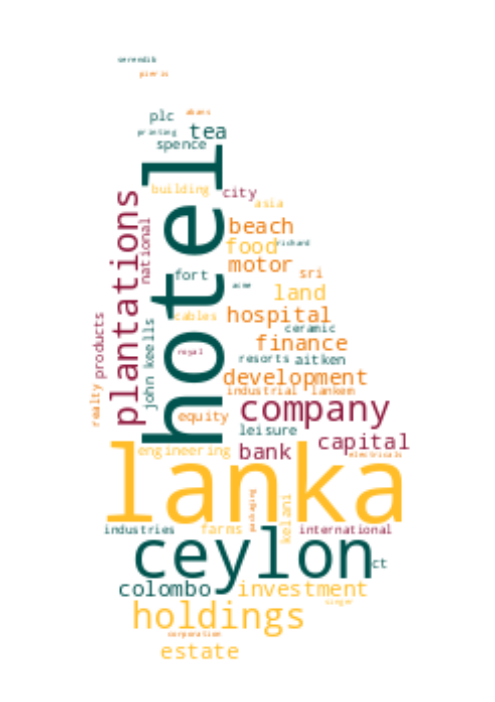 serendib
pieris
plc
abans
printing
tea
spence
hotel
building
city
asia
plantations
national
beach
food
richard
motor
fort
sri
acme
land
cables
hospital
products
john keells
ceramic
royal
finance
resorts
aitken
development
realty
industrial
lankem
equity
company
leisure
engineering
bank
capital
electricals
lanka
packaging
kelani
industries
farms
international
ceylon
ct
colombo
investment
holdings
singer
corporation
estate